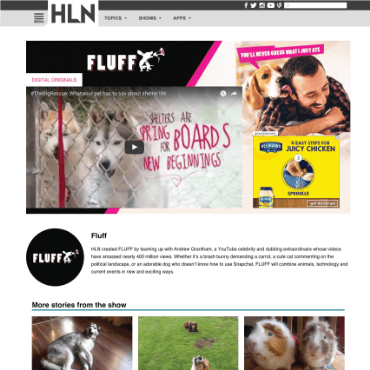 HLN
TOPICS SHOWS APPS
FLUFF
DIGITAL ORIGINALS
#TheBigRescue: What your pet has to say about shelter life
SHELTERS ARE
SPRING BOARDS
FOR
NEW BEGINNINGS
YOU'LL NEVER GUESS WHAT I JUST ATE
4 EASY STEPS FOR
JUICY CHICKEN
SPRINKLE
Fluff
FLUFF
HLN created FLUFF by teaming up with Andrew Grantham, a YouTube celebrity and dubbing extraordinaire whose videos
have amassed nearly 400 million views. Whether it's a brash bunny demanding a carrot, a cute cat commenting on the
political landscape, or an adorable dog who doesn't know how to use Snapchat, FLUFF will combine animals, technology and
current events in new and exciting ways.
More stories from the show